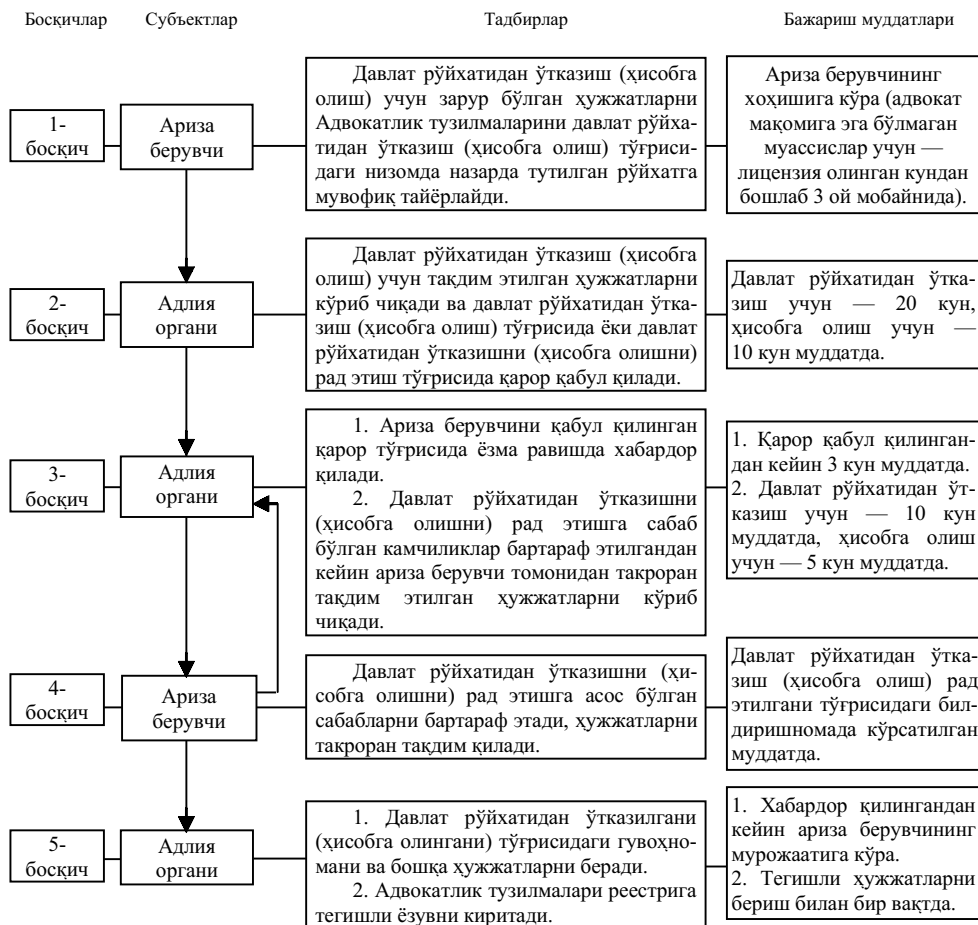 Босқичлар Субъектлар Тадбирлар Бажариш муддатлари
1-
босқич
Ариза
берувчи
Давлат рўйхатидан ўтказиш (ҳисобга
олиш) учун зарур бўлган ҳужжатларни
Адвокатлик тузилмаларини давлат рўйха-
тидан ўтказиш (ҳисобга олиш) тўғриси-
даги низомда назарда тутилган рўйхатга
мувофиқ тайёрлайди.
Ариза берувчининг
хоҳишига кўра (адвокат
мақомига эга бўлмаган
муассислар учун —
лицензия олинган кундан
бошлаб 3 ой мобайнида).
2-
босқич
Адлия
органи
Давлат рўйхатидан ўтказиш (ҳисобга
олиш) учун тақдим этилган ҳужжатларни
кўриб чиқади ва давлат рўйхатидан ўтка-
зиш (ҳисобга олиш) тўғрисида ёки давлат
рўйхатидан ўтказишни (ҳисобга олишни)
рад этиш тўғрисида қарор қабул қилади.
Давлат рўйхатидан ўтка-
зиш учун — 20 кун,
ҳисобга олиш учун —
10 кун муддатда.
3-
босқич
Адлия
органи
1. Ариза берувчини қабул қилинган
қарор тўғрисида ёзма равишда хабардор
қилади.
2. Давлат рўйхатидан ўтказишни
(ҳисобга олишни) рад этишга сабаб
бўлган камчиликлар бартараф этилгандан
кейин ариза берувчи томонидан такроран
тақдим этилган ҳужжатларни кўриб
чиқади.
1. Қарор қабул қилинган-
дан кейин 3 кун муддатда.
2. Давлат рўйхатидан ўт-
казиш учун — 10 кун
муддатда, ҳисобга олиш
учун — 5 кун муддатда.
4-
босқич
Ариза
берувчи
Давлат рўйхатидан ўтказишни (ҳи-
собга олишни) рад этишга асос бўлган
сабабларни бартараф этади, ҳужжатларни
такроран тақдим қилади.
Давлат рўйхатидан ўтка-
зиш (ҳисобга олиш) рад
этилгани тўғрисидаги бил-
диришномада кўрсатилган
муддатда.
5-
босқич
Адлия
органи
1. Давлат рўйхатидан ўтказилгани
(ҳисобга олингани) тўғрисидаги гувоҳно-
мани ва бошқа ҳужжатларни беради.
2. Адвокатлик тузилмалари реестрига
тегишли ёзувни киритади.
1. Хабардор қилингандан
кейин ариза берувчининг
мурожаатига кўра.
2. Тегишли ҳужжатларни
бериш билан бир вақтда.